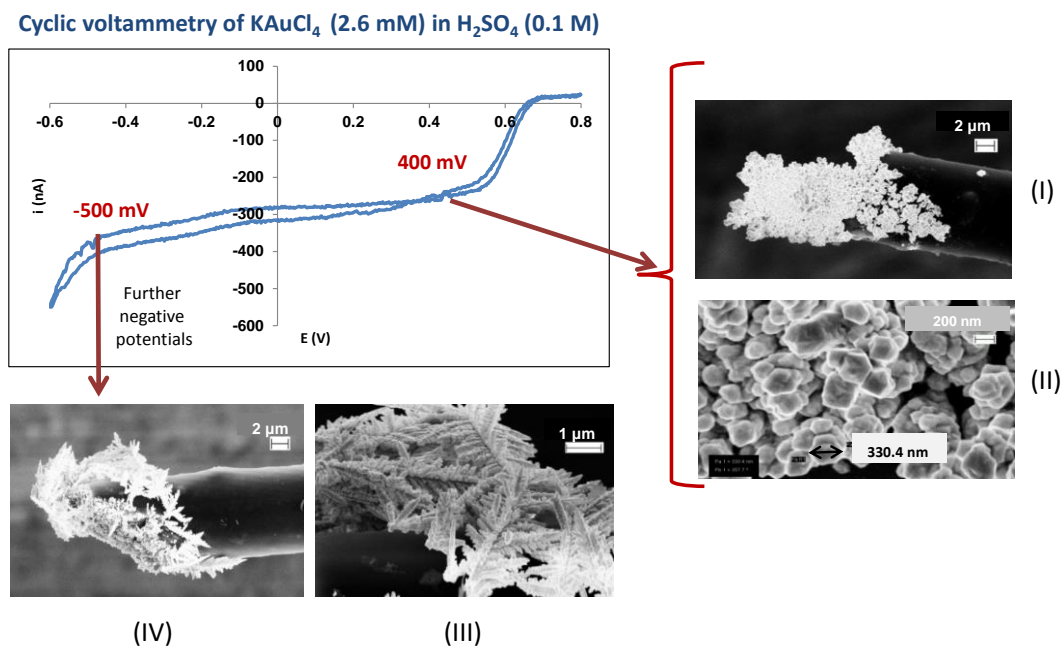 Cyclic voltammetry of KAuCl₄ (2.6 mM) in H₂SO₄ (0.1 M)
100
0
-0.6
-0.4
-0.2
0
0.2
0.4
0.6
0.8
-100
-200
-300
-400
-500
-600
i (nA)
E (V)
400 mV
-500 mV
Further
negative
potentials
2 µm
(I)
200 nm
330.4 nm
(II)
2 µm
1 µm
(IV)
(III)